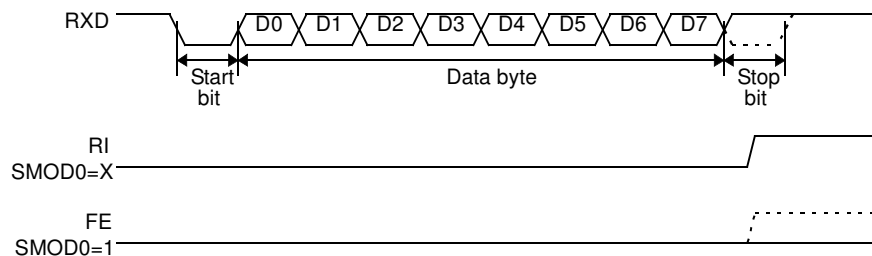 RXD
D0 D1 D2 D3 D4 D5 D6 D7
Start
bit
Data byte
Stop
bit
RI
SMOD0=X
FE
SMOD0=1